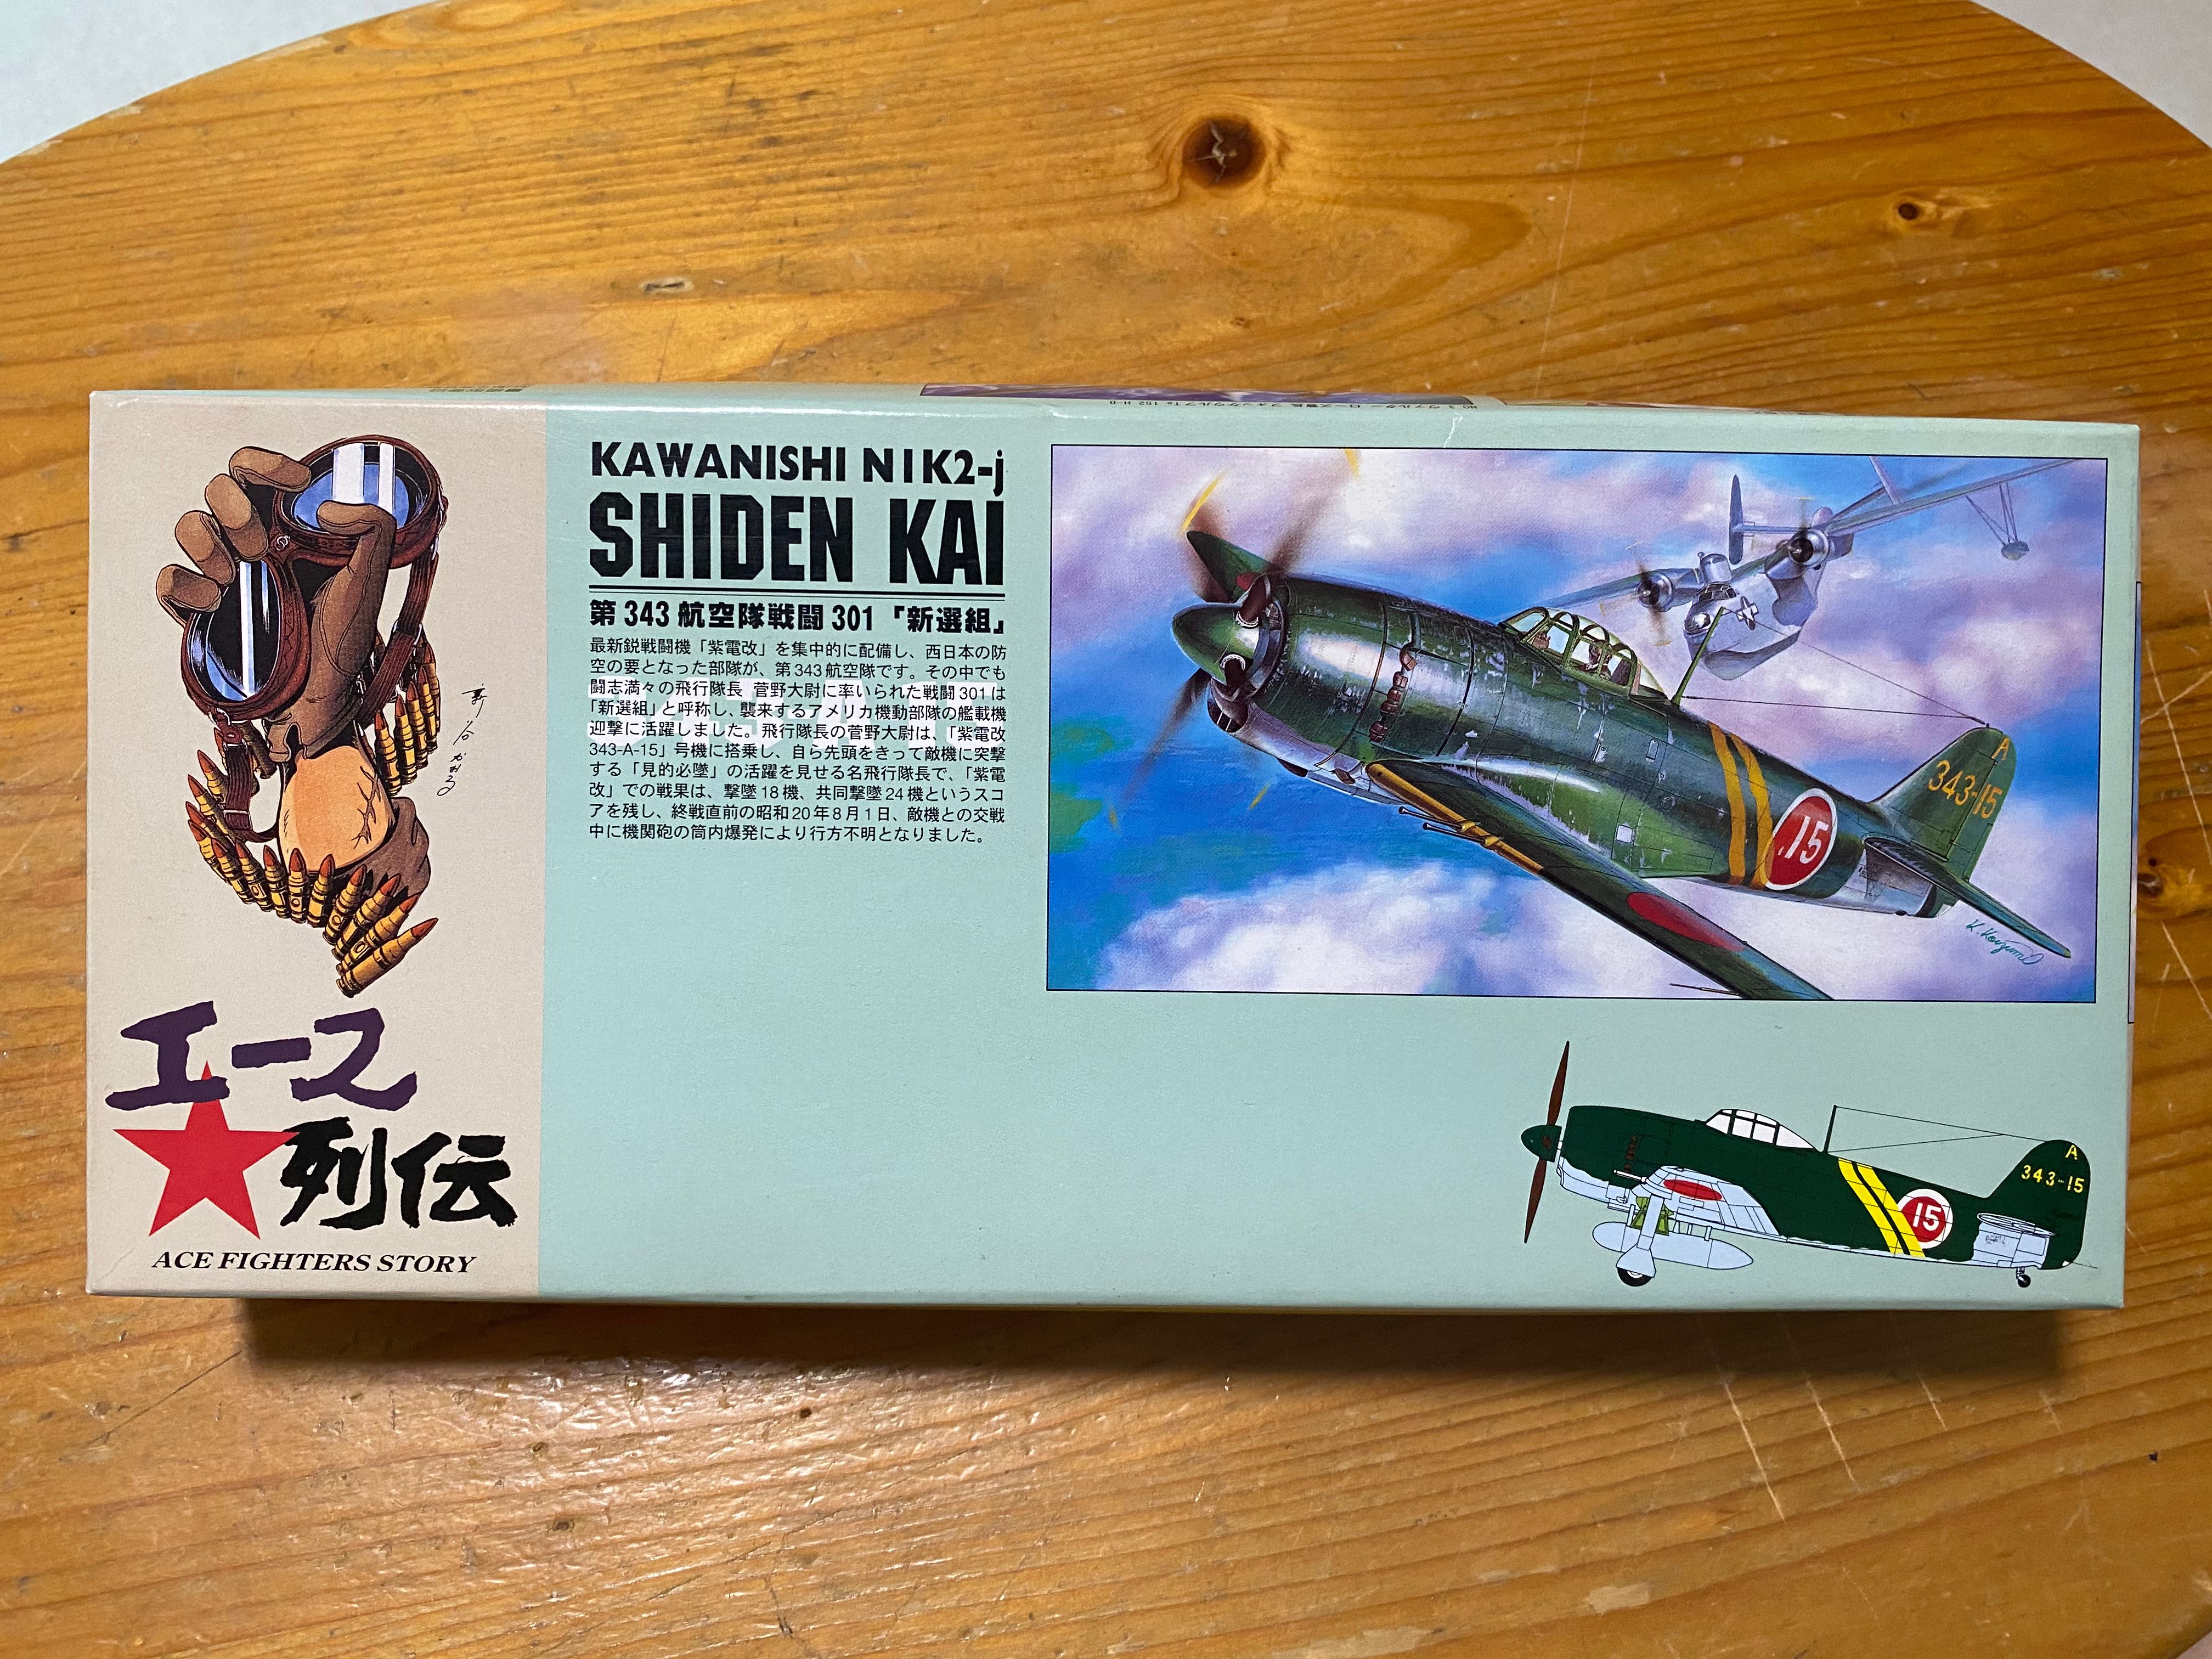 KAWANISHI N1K2-j
SHIDEN KAI
第343航空隊戦闘301「新選組」
最新鋭戦闘機「紫電改」を集中的に配備し、西日本の防
空の要となった部隊が、第343航空隊です。その中でも
闘志満々の飛行隊長 菅野大尉に率いられた戦闘301は
「新選組」と呼称し、襲来するアメリカ機動部隊の艦載機
迎撃に活躍しました。飛行隊長の菅野大尉は、「紫電改
343-A-15」号機に搭乗し、自ら先頭をきって敵機に突撃
する「見的必墜」の活躍を見せる名飛行隊長で、「紫電
改」での戦果は、撃墜18機、共同撃墜24機というスコ
アを残し、終戦直前の昭和20年8月1日、敵機との交戦
中に機関砲の筒内爆発により行方不明となりました。
エース
列伝
ACE FIGHTERS STORY
A
343-15
15
K. Koizumi
A
343-15
15